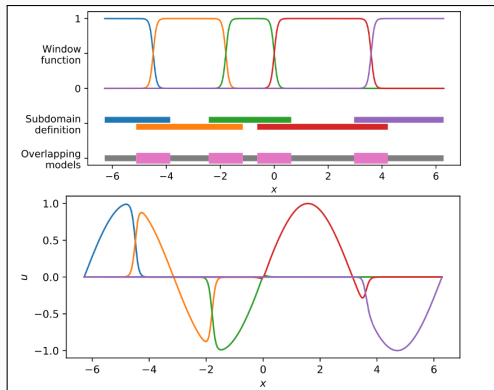 1
Window
function
0
Subdomain
definition
Overlapping
models
−6 −4 −2 0 2 4 6
x
1.0
0.5
0.0
−0.5
−1.0
u
−6 −4 −2 0 2 4 6
x